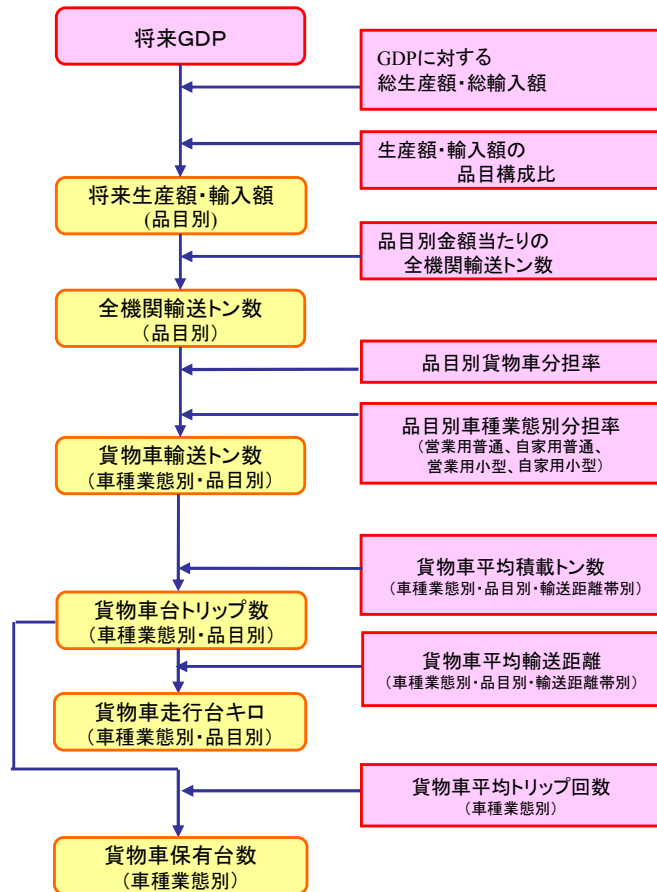 将来GDP
GDPに対する
総生産額・総輸入額
生産額・輸入額の
品目構成比
将来生産額・輸入額
(品目別)
品目別金額当たりの
全機関輸送トン数
全機関輸送トン数
(品目別)
品目別貨物車分担率
品目別車種業態別分担率
(営業用普通、自家用普通、
営業用小型、自家用小型)
貨物車輸送トン数
(車種業態別・品目別)
貨物車平均積載トン数
(車種業態別・品目別・輸送距離帯別)
貨物車台トリップ数
(車種業態別・品目別)
貨物車平均輸送距離
(車種業態別・品目別・輸送距離帯別)
貨物車走行台キロ
(車種業態別・品目別)
貨物車平均トリップ回数
(車種業態別)
貨物車保有台数
(車種業態別)